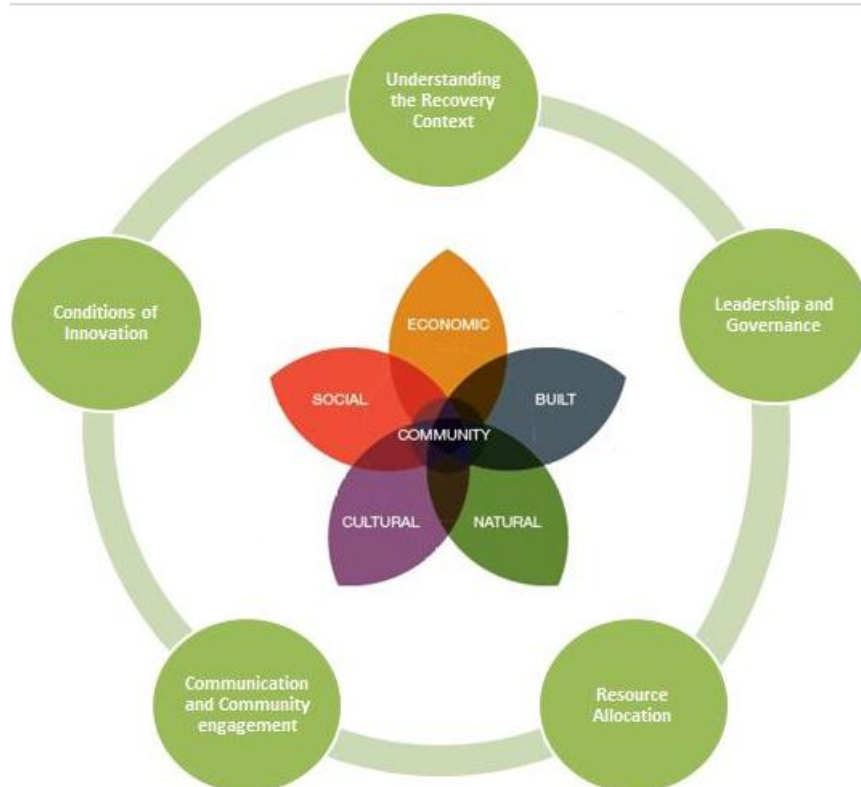 Understanding
the Recovery
Context
Leadership and
Governance
Resource
Allocation
Communication
and Community
engagement
Conditions of
Innovation
ECONOMIC
BUILT
NATURAL
CULTURAL
SOCIAL
COMMUNITY